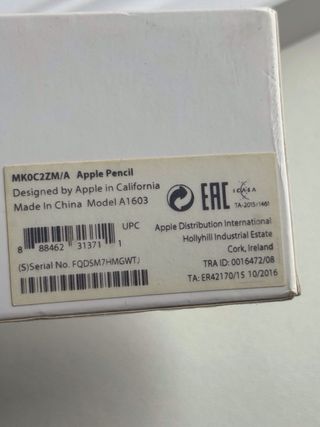 MK0C2ZM/A Apple Pencil
Designed by Apple in California
Made in China Model A1603
EAC
ICASA
TA-2015/1461
UPC
8 88462 31371 1
(S)Serial No. FQDSM7HMGWTJ
Apple Distribution International
Hollyhill Industrial Estate
Cork, Ireland
TRA ID: 0016472/08
TA: ER42170/15 10/2016